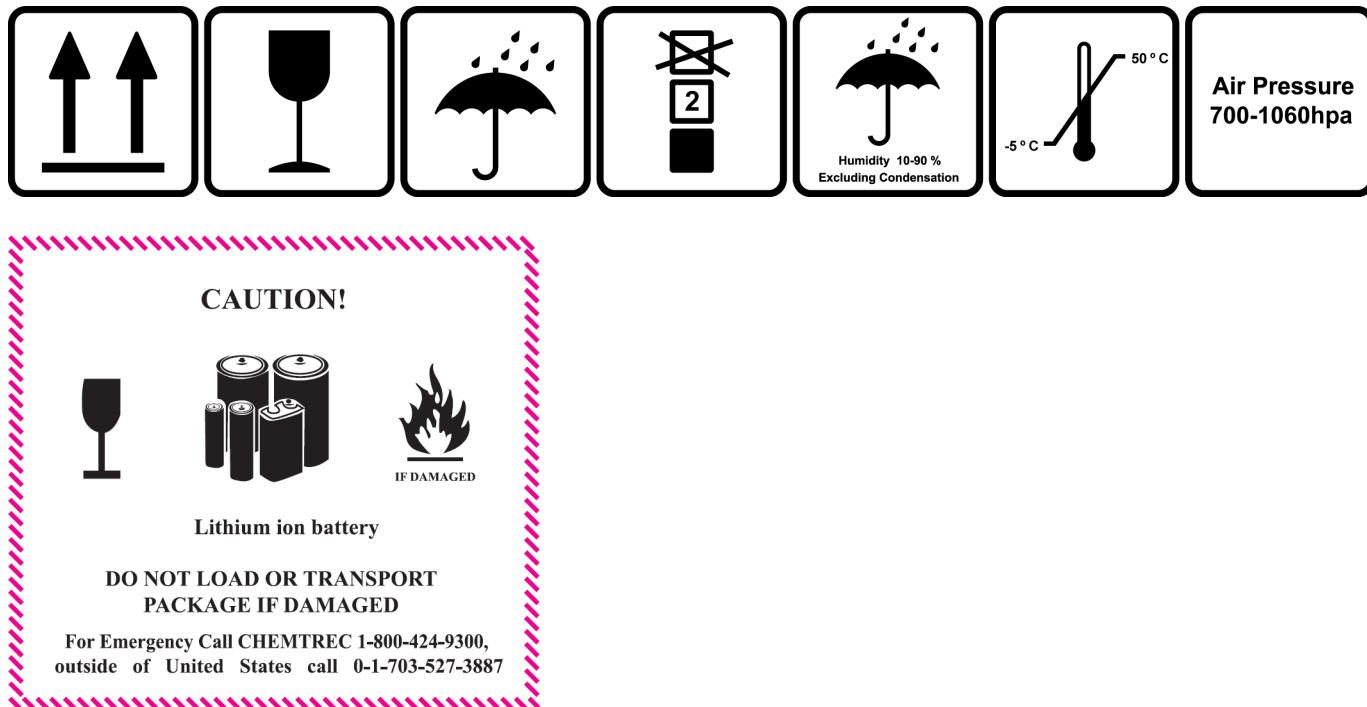 2
Humidity 10-90 %
Excluding Condensation
50 º C
-5 º C
Air Pressure
700-1060hpa
CAUTION!
IF DAMAGED
Lithium ion battery
DO NOT LOAD OR TRANSPORT
PACKAGE IF DAMAGED
For Emergency Call CHEMTREC 1-800-424-9300,
outside of United States call 0-1-703-527-3887